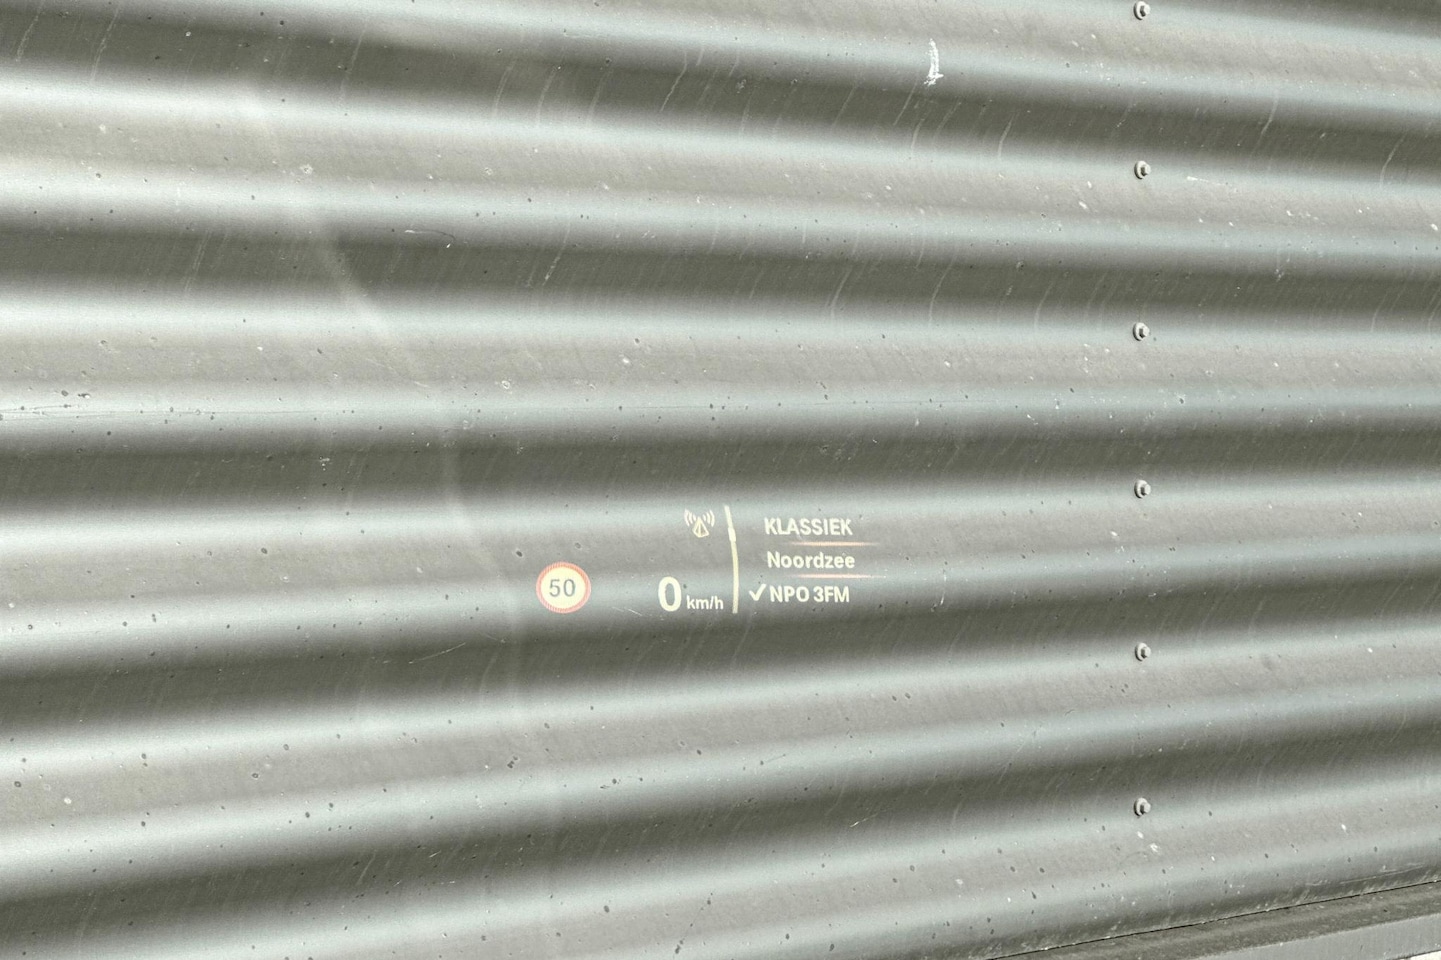 KLASSIEK
Noordzee
50
0 km/h
✓ NPO 3FM